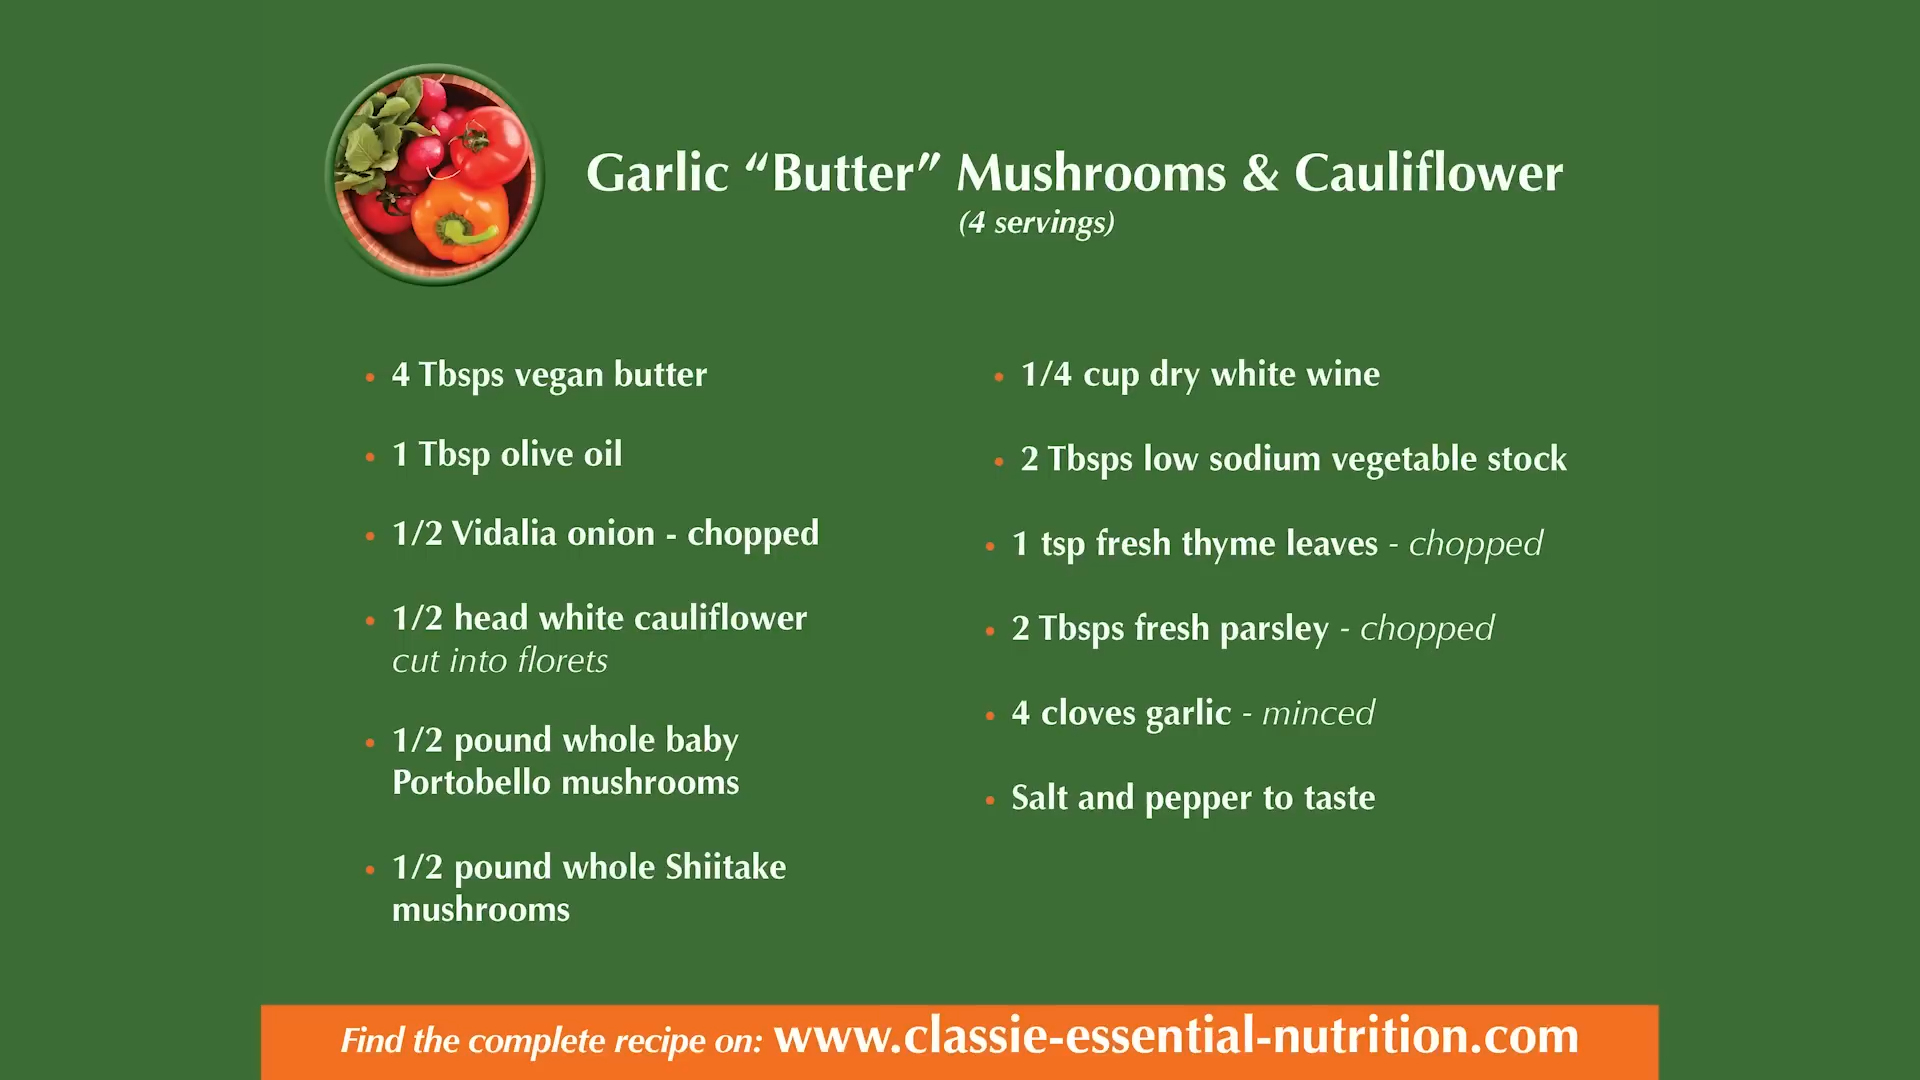 Garlic “Butter” Mushrooms & Cauliflower
(4 servings)
• 4 Tbsps vegan butter
• 1 Tbsp olive oil
• 1/2 Vidalia onion - chopped
• 1/2 head white cauliflower
cut into florets
• 1/2 pound whole baby
Portobello mushrooms
• 1/2 pound whole Shiitake
mushrooms
• 1/4 cup dry white wine
• 2 Tbsps low sodium vegetable stock
• 1 tsp fresh thyme leaves - chopped
• 2 Tbsps fresh parsley - chopped
• 4 cloves garlic - minced
• Salt and pepper to taste
Find the complete recipe on: www.classie-essential-nutrition.com